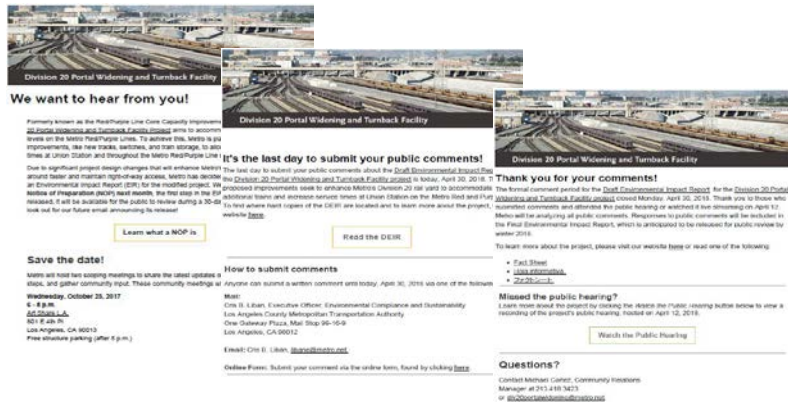 Division 20 Portal Widening and Turnback Facility
We want to hear from you!
Formerly known as the Red/Purple Line Core Capacity Improvem
20 Portal Widening and Turnback Facility Project aims to accomm
levels on the Metro Red/Purple Lines. To achieve this, Metro is pu
improvements, like new tracks, switches, and train storage, to allo
times at Union Station and throughout the Metro Red/Purple Line
Due to significant project design changes that will enhance Metro's
around faster and maintain right-of-way access, Metro has decided
an Environmental Impact Report (EIR) for the modified project. We
Notice of Preparation (NOP) next month, the first step in the EIR
released, it will be available for the public to review during a 30-da
look out for our future email announcing its release!
Learn what a NOP is
Save the date!
Metro will host two scoping meetings to share the latest updates o
steps, and gather community input. These community meetings wi
Wednesday, October 25, 2017
6 - 8 p.m.
Art Share L.A.
801 E 4th Pl
Los Angeles, CA 90013
Free structure parking (after 5 p.m.)
Division 20 Portal Widening and Turnback Facility
It's the last day to submit your public comments!
The last day to submit your public comments about the Draft Environmental Impact Rep
the Division 20 Portal Widening and Turnback Facility project is today, April 30, 2018. T
proposed improvements seek to enhance Metro's Division 20 rail yard to accommodate
additional trains and increase service times at Union Station on the Metro Red and Purp
To find where hard copies of the DEIR are located and to learn more about the project,
website here.
Read the DEIR
How to submit comments
Anyone can submit a written comment until today, April 30, 2018 via one of the followin
Mail:
Cris B. Liban, Executive Officer, Environmental Compliance and Sustainability
Los Angeles County Metropolitan Transportation Authority
One Gateway Plaza, Mail Stop 99-16-9
Los Angeles, CA 90012
Email: Cris B. Liban, libane@metro.net.
Online Form: Submit your comment via the online form, found by clicking here.
Division 20 Portal Widening and Turnback Facility
Thank you for your comments!
The formal comment period for the Draft Environmental Impact Report for the Division 20 Portal
Widening and Turnback Facility project closed Monday, April 30, 2018. Thank you to those who
submitted comments and attended the public hearing or watched it live streaming on April 12.
Metro will be analyzing all public comments. Responses to public comments will be included in
the Final Environmental Impact Report, which is anticipated to be released for public review by
winter 2018.
To learn more about the project, please visit our website here or read one of the following:
Fact Sheet
Hoja informativa
ファクトシート
Missed the public hearing?
Learn more about the project by clicking the Watch the Public Hearing button below to view a
recording of the project's public hearing, hosted on April 12, 2018.
Watch the Public Hearing
Questions?
Contact Michael Cortez, Community Relations
Manager at 213.418.3423
or div20portalwidening@metro.net